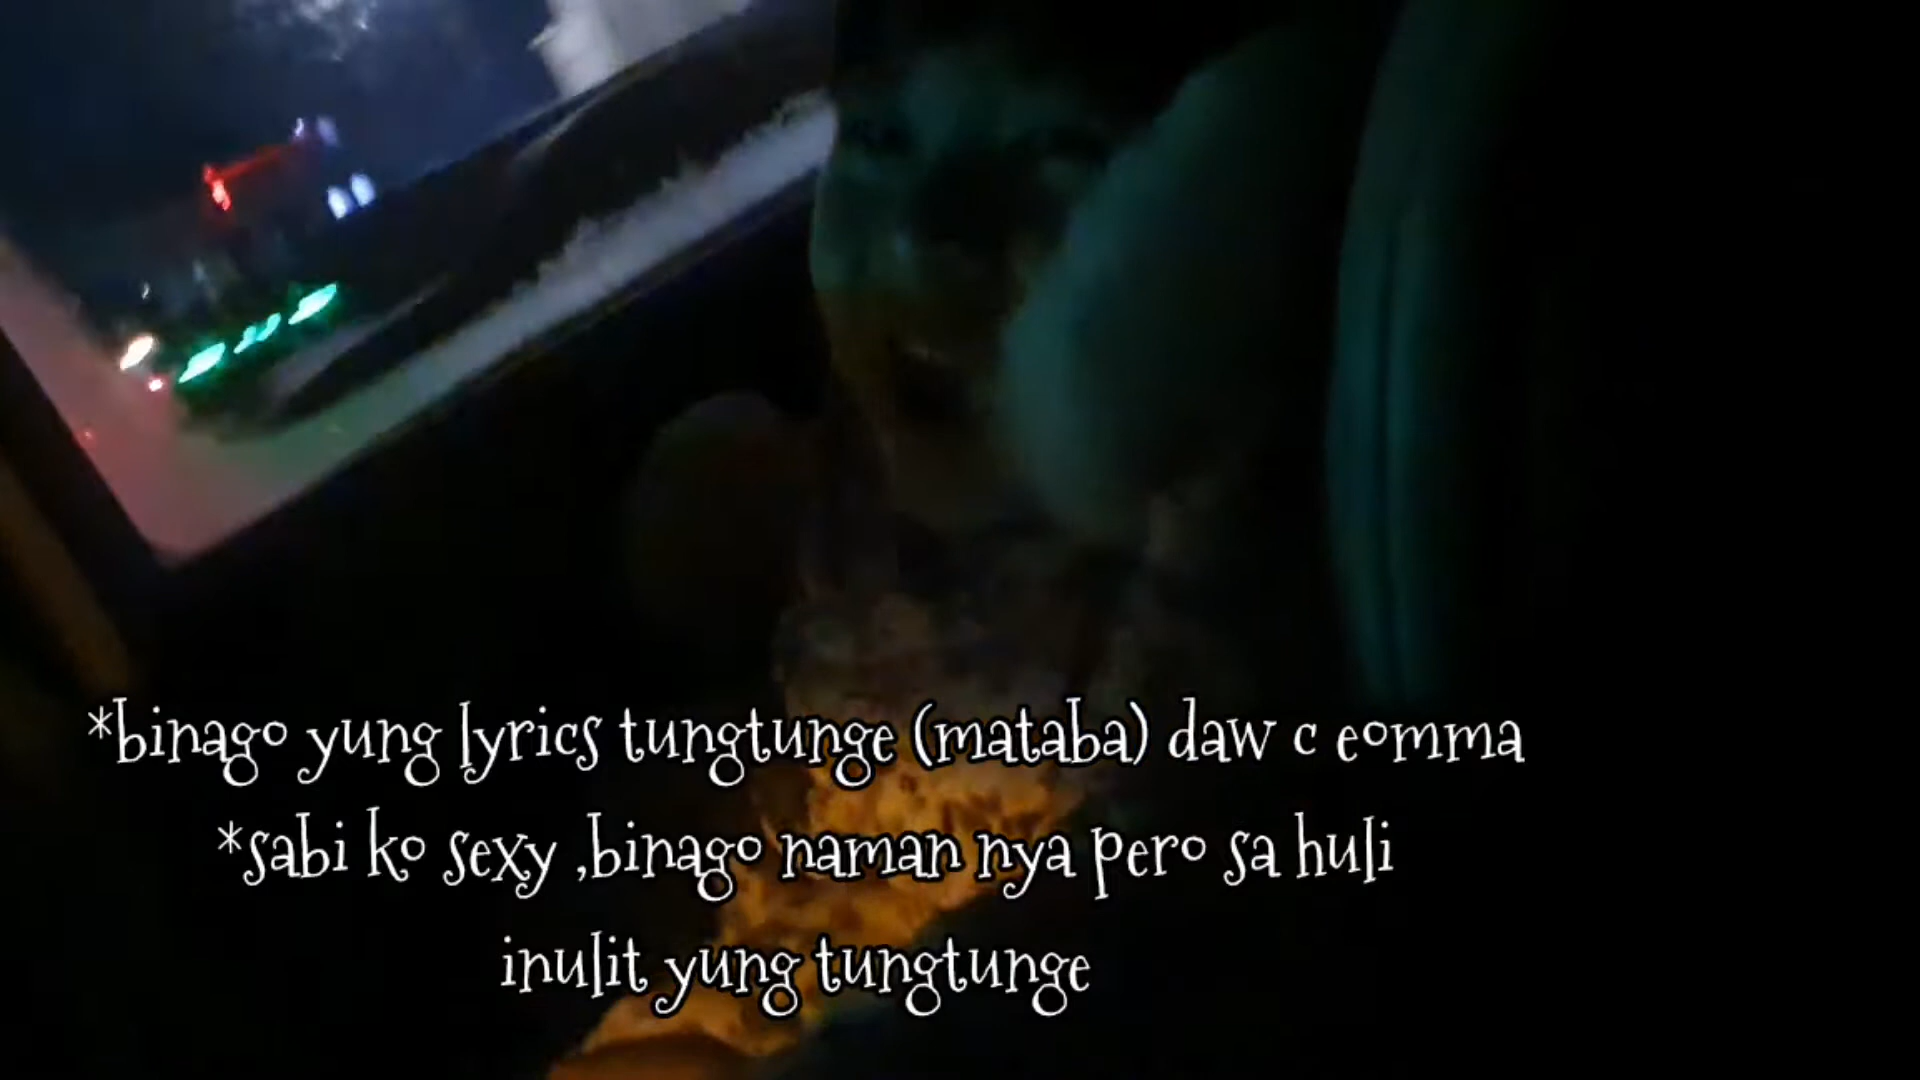 *binago yung lyrics tungtunge (mataba) daw c eomma
*sabi ko sexy ,binago naman nya pero sa huli
inulit yung tungtunge